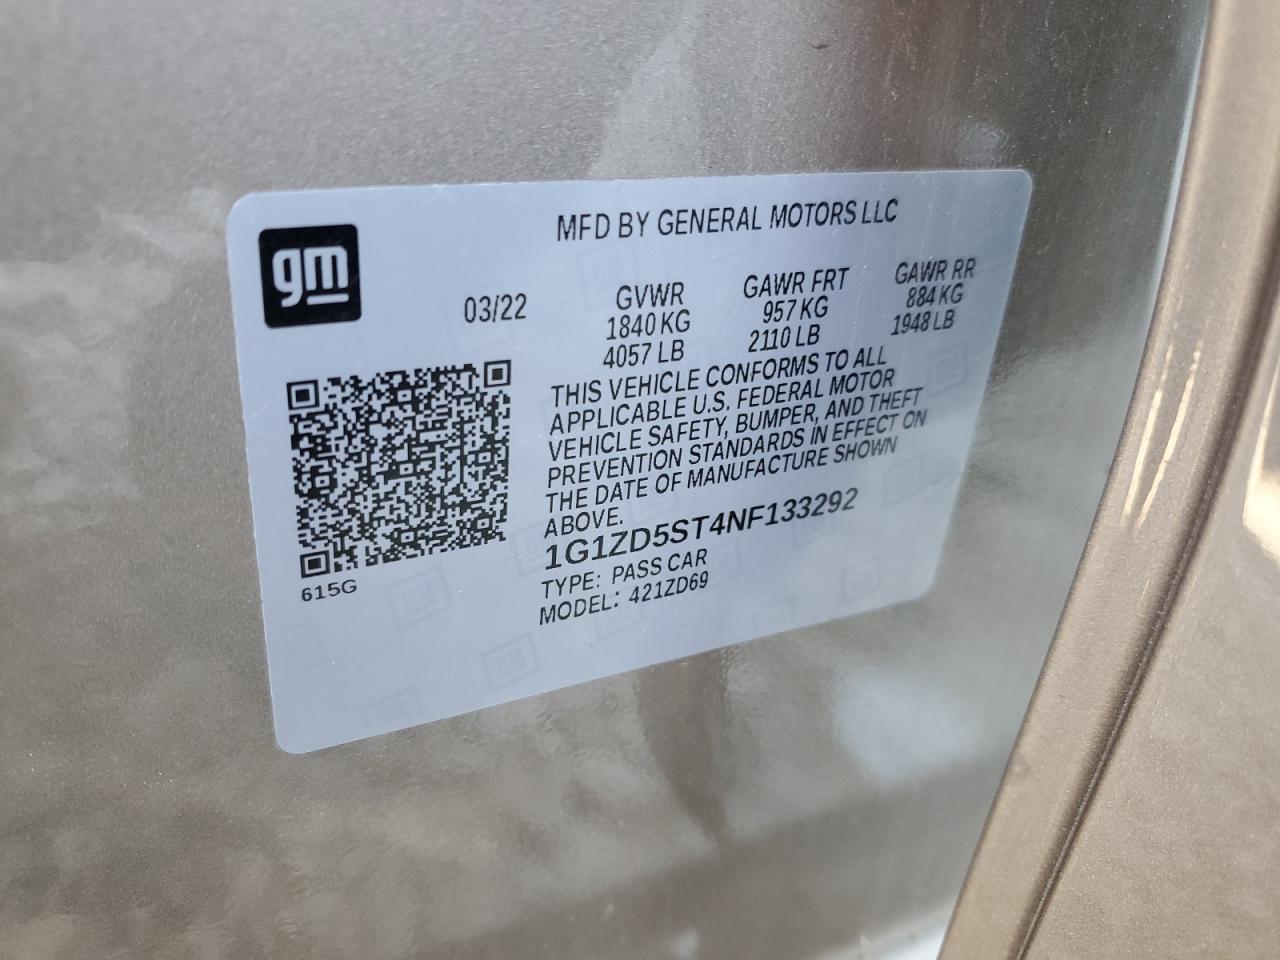 gm
MFD BY GENERAL MOTORS LLC
03/22
GVWR
1840 KG
4057 LB
GAWR FRT
957 KG
2110 LB
GAWR RR
884 KG
1948 LB
THIS VEHICLE CONFORMS TO ALL
APPLICABLE U.S. FEDERAL MOTOR
VEHICLE SAFETY, BUMPER, AND THEFT
PREVENTION STANDARDS IN EFFECT ON
THE DATE OF MANUFACTURE SHOWN
ABOVE.
1G1ZD5ST4NF133292
TYPE: PASS CAR
MODEL: 421ZD69
615G
GM
GM